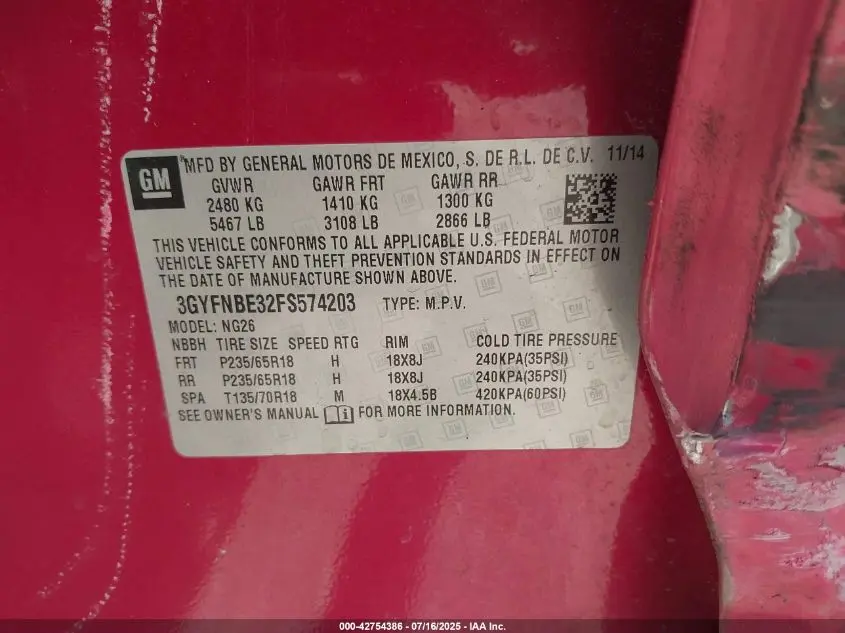 GM
MFD BY GENERAL MOTORS DE MEXICO, S. DE R.L. DE C.V. 11/14
GVWR GAWR FRT GAWR RR
2480 KG 1410 KG 1300 KG
5467 LB 3108 LB 2866 LB
THIS VEHICLE CONFORMS TO ALL APPLICABLE U.S. FEDERAL MOTOR
VEHICLE SAFETY AND THEFT PREVENTION STANDARDS IN EFFECT ON
THE DATE OF MANUFACTURE SHOWN ABOVE.
3GYFNBE32FS574203 TYPE: M.P.V.
MODEL: NG26
NBBH TIRE SIZE SPEED RTG RIM COLD TIRE PRESSURE
FRT P235/65R18 H 18X8J 240KPA(35PSI)
RR P235/65R18 H 18X8J 240KPA(35PSI)
SPA T135/70R18 M 18X4.5B 420KPA(60PSI)
SEE OWNER'S MANUAL i FOR MORE INFORMATION.
000-42754386 - 07/16/2025 - IAA Inc.